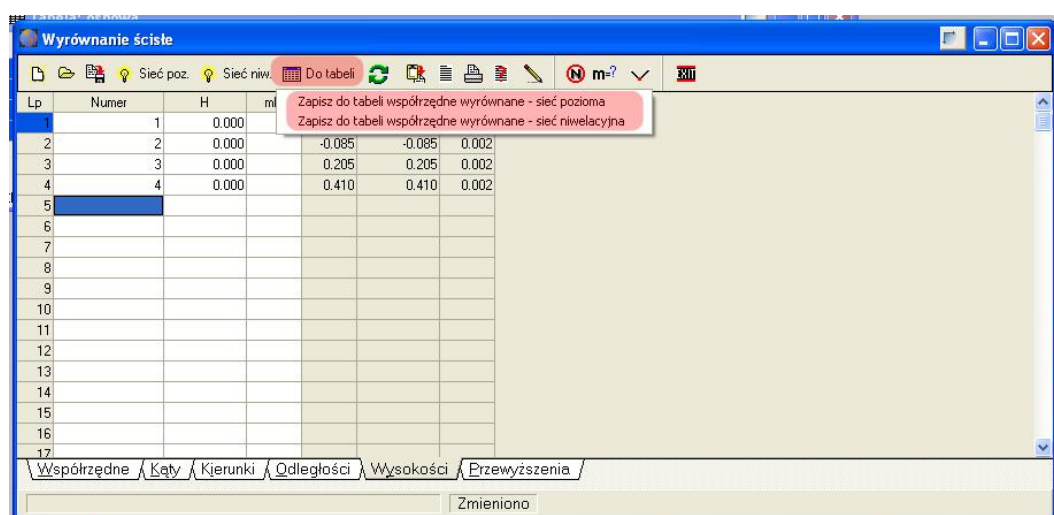 Tabela: osnowa
Wyrównanie ścisłe
Sieć poz. Sieć niw. Do tabeli m=? XIII
Lp Numer H
Zapisz do tabeli współrzędne wyrównane - sieć pozioma
Zapisz do tabeli współrzędne wyrównane - sieć niwelacyjna
1 1 0.000
2 2 0.000 -0.085 -0.085 0.002
3 3 0.000 0.205 0.205 0.002
4 4 0.000 0.410 0.410 0.002
5
6
7
8
9
10
11
12
13
14
15
16
17
Współrzędne Kąty Kierunki Odległości Wysokości Przewyższenia
Zmieniono